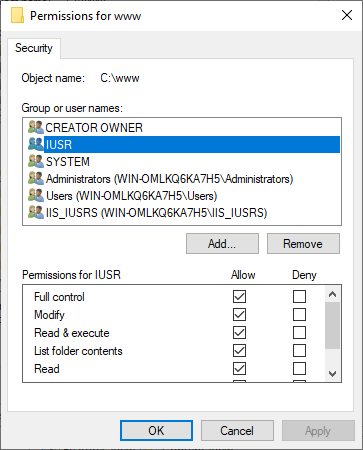 Permissions for www
Security
Object name: C:\www
Group or user names:
CREATOR OWNER
IUSR
SYSTEM
Administrators (WIN-OMLKQ6KA7H5\Administrators)
Users (WIN-OMLKQ6KA7H5\Users)
IIS_IUSRS (WIN-OMLKQ6KA7H5\IIS_IUSRS)
Add... Remove
Permissions for IUSR Allow Deny
Full control
Modify
Read & execute
List folder contents
Read
OK Cancel Apply